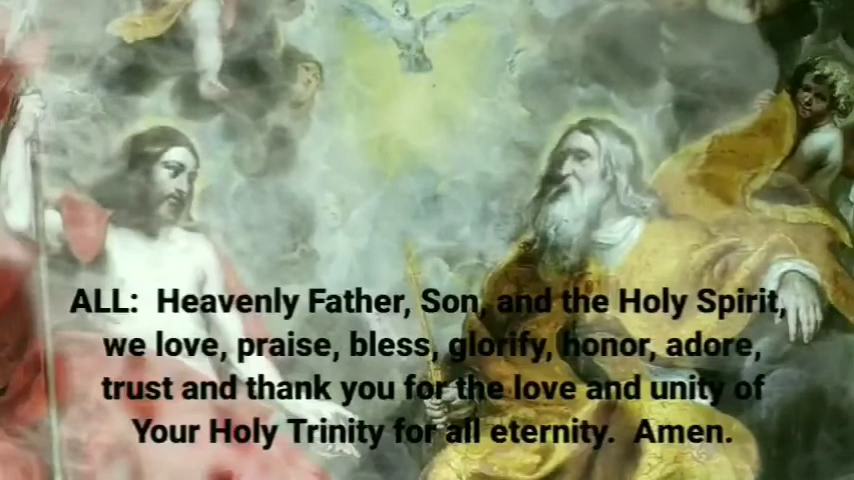 ALL:  Heavenly Father, Son, and the Holy Spirit,
we love, praise, bless, glorify, honor, adore,
trust and thank you for the love and unity of
Your Holy Trinity for all eternity.  Amen.